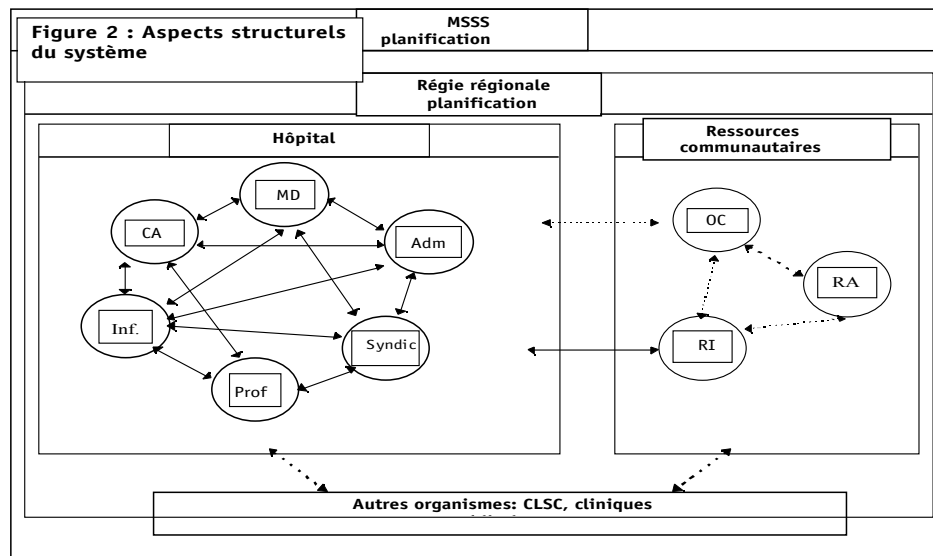 Figure 2 : Aspects structurels
du système
MSSS
planification
Régie régionale
planification
Hôpital
Ressources
communautaires
MD
CA
Adm
Inf.
Syndic
Prof
OC
RA
RI
Autres organismes: CLSC, cliniques